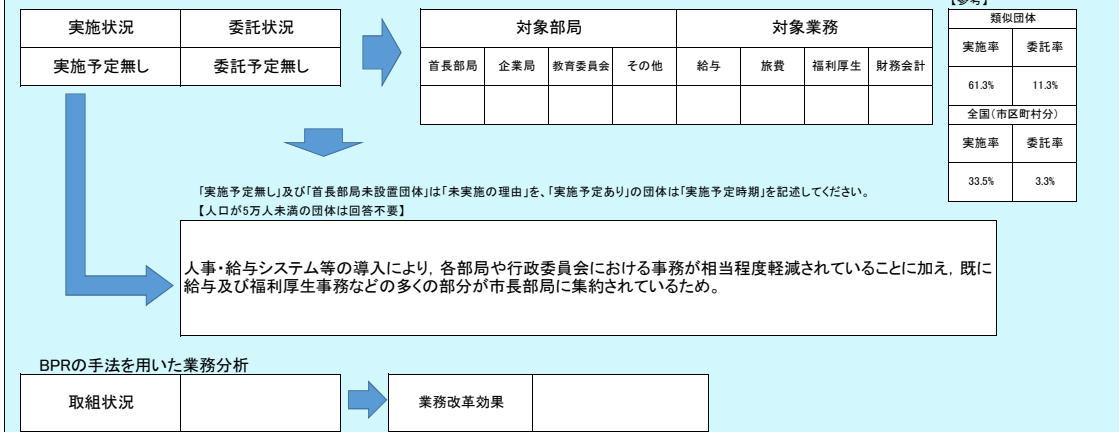 【参考】
実施状況 委託状況
実施予定無し 委託予定無し
対象部局 対象業務
首長部局 企業局 教育委員会 その他 給与 旅費 福利厚生 財務会計
類似団体
実施率 委託率
61.3% 11.3%
全国(市区町村分)
実施率 委託率
33.5% 3.3%
「実施予定無し」及び「首長部局未設置団体」は「未実施の理由」を、「実施予定あり」の団体は「実施予定時期」を記述してください。
【人口が5万人未満の団体は回答不要】
人事・給与システム等の導入により，各部局や行政委員会における事務が相当程度軽減されていることに加え，既に
給与及び福利厚生事務などの多くの部分が市長部局に集約されているため。
BPRの手法を用いた業務分析
取組状況 業務改革効果